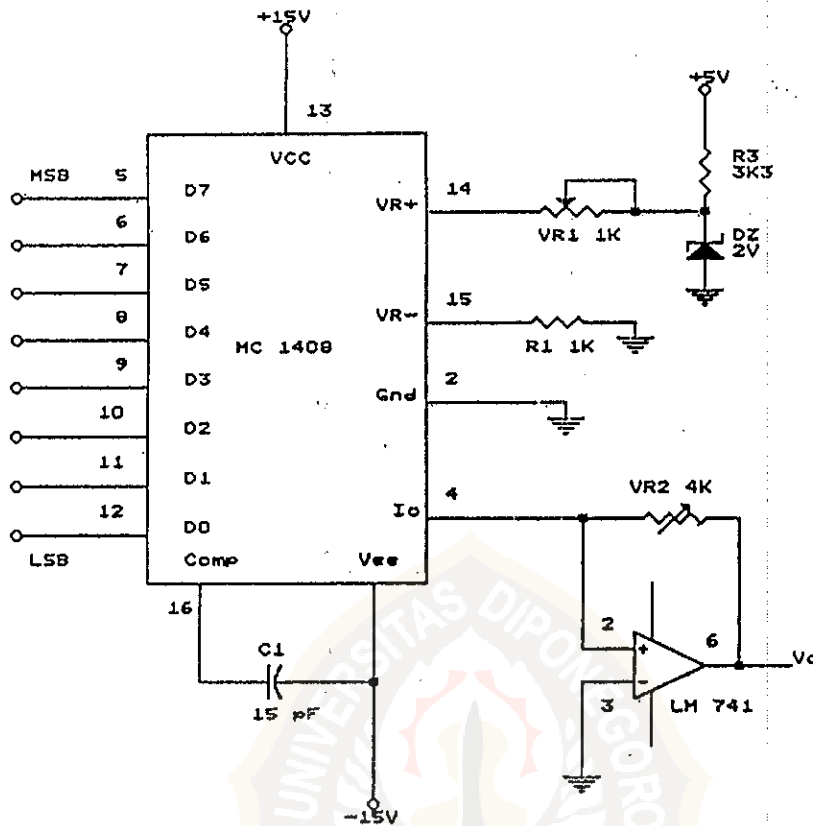 +15V
13
+5V
VCC
R3
3K3
MSB
5
D7
14
VR+
VR1 1K
DZ
2V
6
D6
7
D5
15
VR-
R1 1K
8
D4
MC 1408
9
D3
2
Gnd
10
D2
11
D1
4
Io
VR2 4K
12
D0
LSB
Comp
Vee
16
C1
15 pF
2
+
6
Vo
-
3
LM 741
-15V
UNIVERSITAS DIPONEGORO